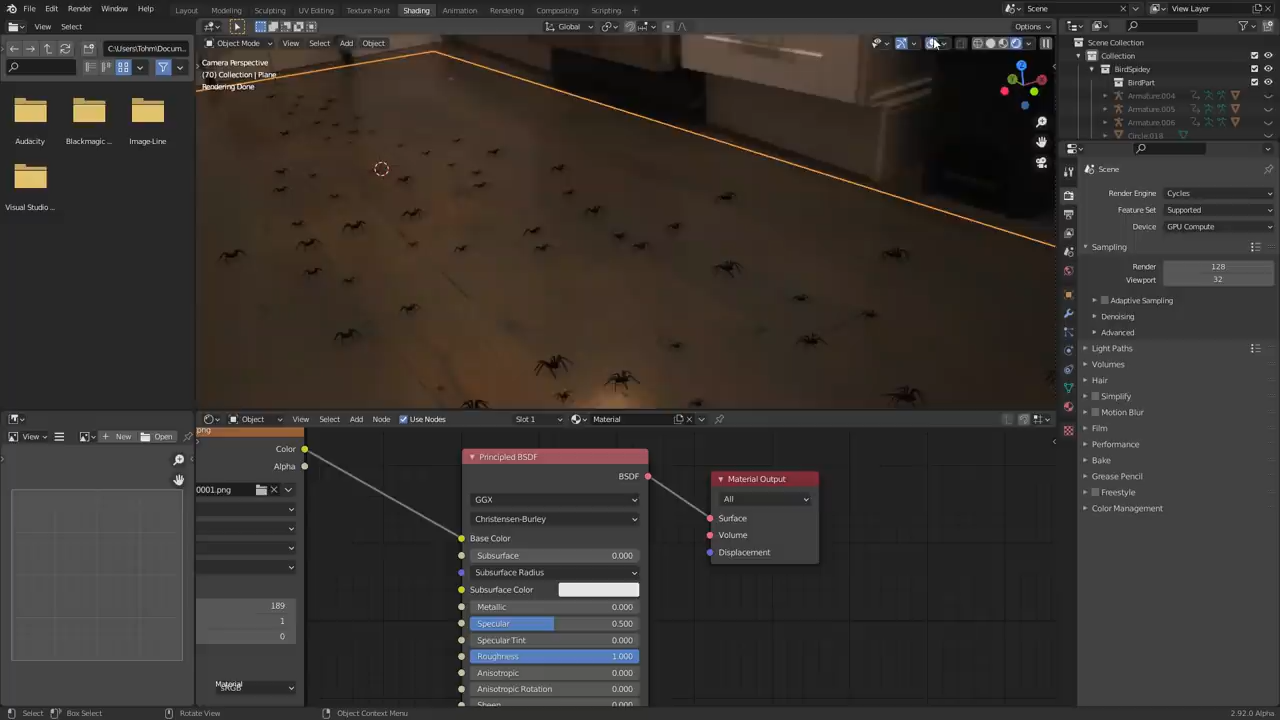 File Edit Render Window Help
Layout Modeling Sculpting UV Editing Texture Paint Shading Animation Rendering Compositing Scripting
Scene
View Layer
View Select
Global
Options
C:\Users\Tohm\Docum...
Object Mode View Select Add Object
Camera Perspective
(70) Collection | Plane
Rendering Done
Audacity
Blackmagic ...
Image-Line
Visual Studio ...
Scene Collection
Collection
BirdSpidey
BirdPart
Armature.004
Armature.005
Armature.006
Circle.018
Scene
Render Engine Cycles
Feature Set Supported
Device GPU Compute
Sampling
Render 128
Viewport 32
Adaptive Sampling
Denoising
Advanced
Light Paths
Volumes
Hair
Simplify
Motion Blur
Film
Performance
Bake
Grease Pencil
Freestyle
Color Management
View
New
Open
Object View Select Add Node Use Nodes Slot 1 Material
png
Color
Alpha
0001.png
189
1
0
sRGB
Material
Principled BSDF
BSDF
GGX
Christensen-Burley
Base Color
Subsurface 0.000
Subsurface Radius
Subsurface Color
Metallic 0.000
Specular 0.500
Specular Tint 0.000
Roughness 1.000
Anisotropic 0.000
Anisotropic Rotation 0.000
Sheen
Material Output
All
Surface
Volume
Displacement
Select Box Select Rotate View Object Context Menu 2.92.0 Alpha